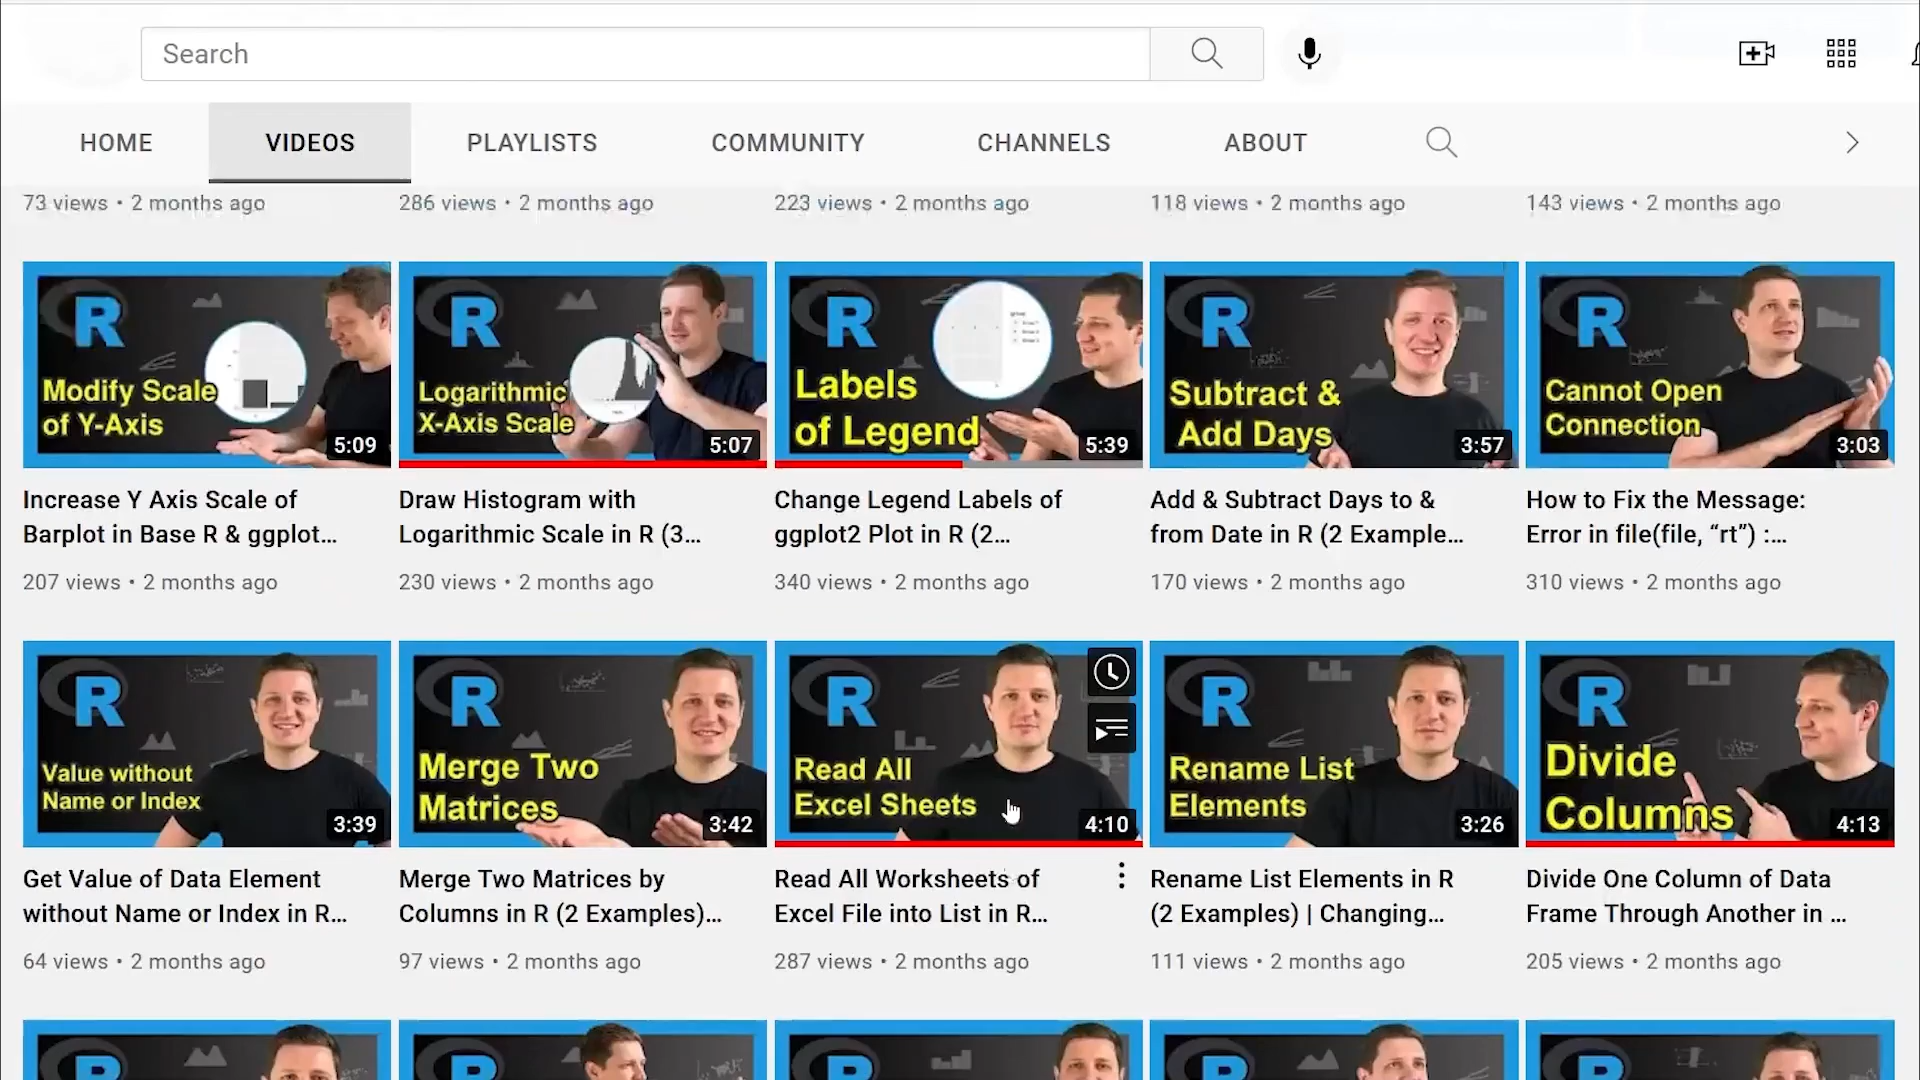 Search
HOME VIDEOS PLAYLISTS COMMUNITY CHANNELS ABOUT
73 views • 2 months ago
286 views • 2 months ago
223 views • 2 months ago
118 views • 2 months ago
143 views • 2 months ago
R
Modify Scale
of Y-Axis
5:09
R
Logarithmic
X-Axis Scale
5:07
R
Labels
of Legend
5:39
R
Subtract &
Add Days
3:57
R
Cannot Open
Connection
3:03
Increase Y Axis Scale of
Barplot in Base R & ggplot...
207 views • 2 months ago
Draw Histogram with
Logarithmic Scale in R (3...
230 views • 2 months ago
Change Legend Labels of
ggplot2 Plot in R (2...
340 views • 2 months ago
Add & Subtract Days to &
from Date in R (2 Example...
170 views • 2 months ago
How to Fix the Message:
Error in file(file, “rt”) :...
310 views • 2 months ago
R
Value without
Name or Index
3:39
R
Merge Two
Matrices
3:42
R
Read All
Excel Sheets
4:10
R
Rename List
Elements
3:26
R
Divide
Columns
4:13
Get Value of Data Element
without Name or Index in R...
64 views • 2 months ago
Merge Two Matrices by
Columns in R (2 Examples)...
97 views • 2 months ago
Read All Worksheets of
Excel File into List in R...
287 views • 2 months ago
Rename List Elements in R
(2 Examples) | Changing...
111 views • 2 months ago
Divide One Column of Data
Frame Through Another in ...
205 views • 2 months ago
R
R
R
R
R